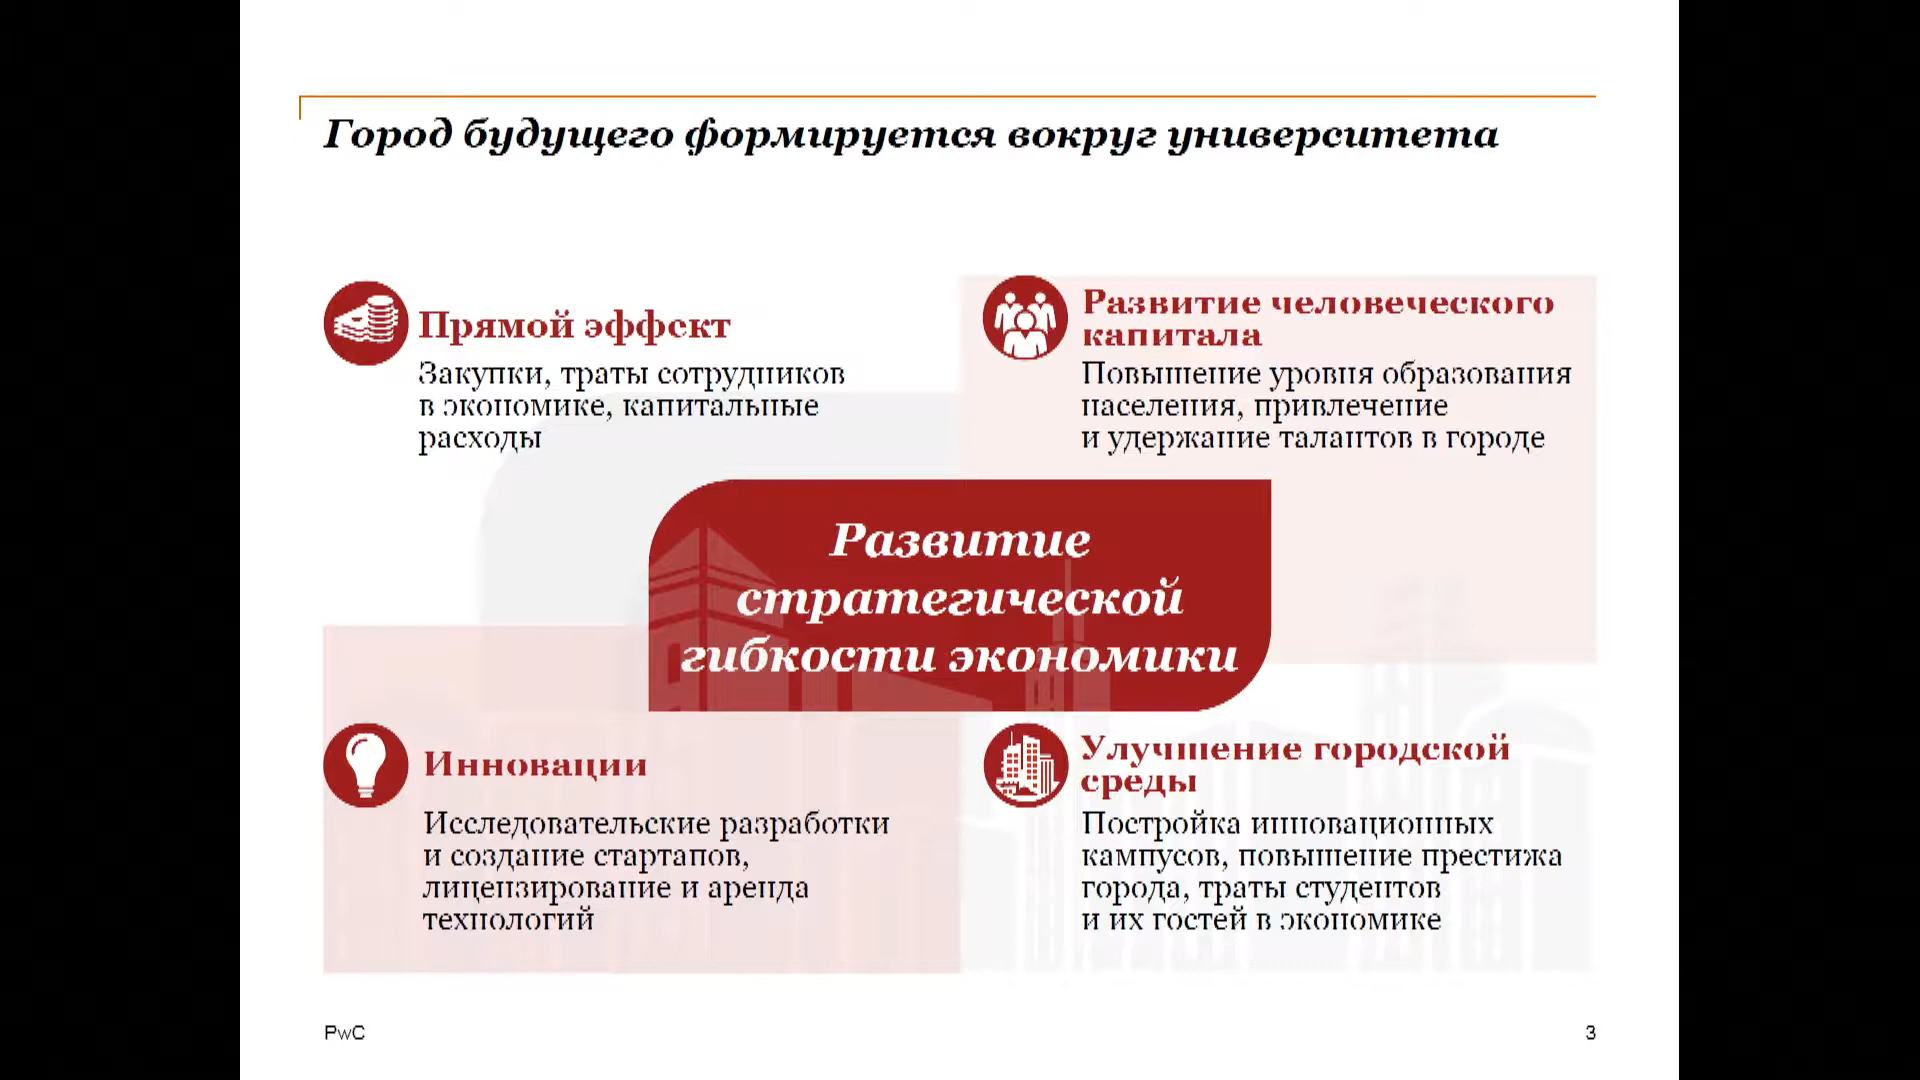 Город будущего формируется вокруг университета
Прямой эффект
Закупки, траты сотрудников
в экономике, капитальные
расходы
Развитие человеческого
капитала
Повышение уровня образования
населения, привлечение
и удержание талантов в городе
Развитие
стратегической
гибкости экономики
Инновации
Исследовательские разработки
и создание стартапов,
лицензирование и аренда
технологий
Улучшение городской
среды
Постройка инновационных
кампусов, повышение престижа
города, траты студентов
и их гостей в экономике
PwC
3